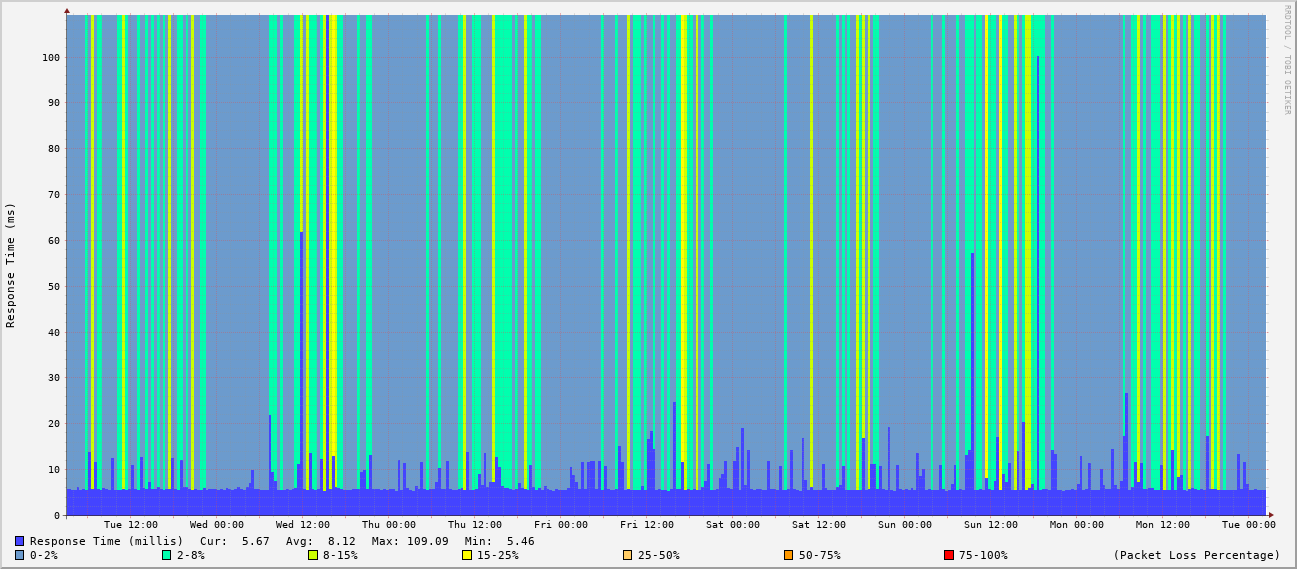 RRDTOOL / TOBI OETIKER
Response Time (ms)
100
90
80
70
60
50
40
30
20
10
0
Tue 12:00 Wed 00:00 Wed 12:00 Thu 00:00 Thu 12:00 Fri 00:00 Fri 12:00 Sat 00:00 Sat 12:00 Sun 00:00 Sun 12:00 Mon 00:00 Mon 12:00 Tue 00:00
Response Time (millis) Cur: 5.67 Avg: 8.12 Max: 109.09 Min: 5.46
0-2% 2-8% 8-15% 15-25% 25-50% 50-75% 75-100% (Packet Loss Percentage)